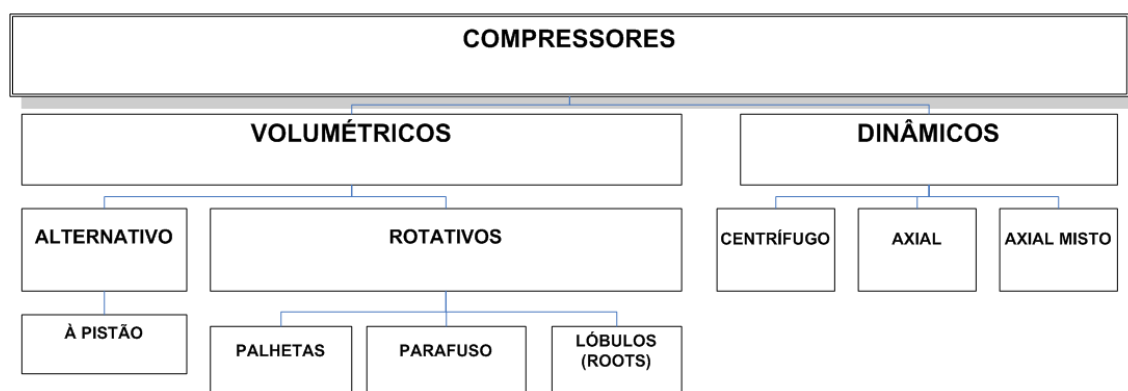 COMPRESSORES
VOLUMÉTRICOS
DINÂMICOS
ALTERNATIVO
ROTATIVOS
CENTRÍFUGO
AXIAL
AXIAL MISTO
À PISTÃO
PALHETAS
PARAFUSO
LÓBULOS
(ROOTS)